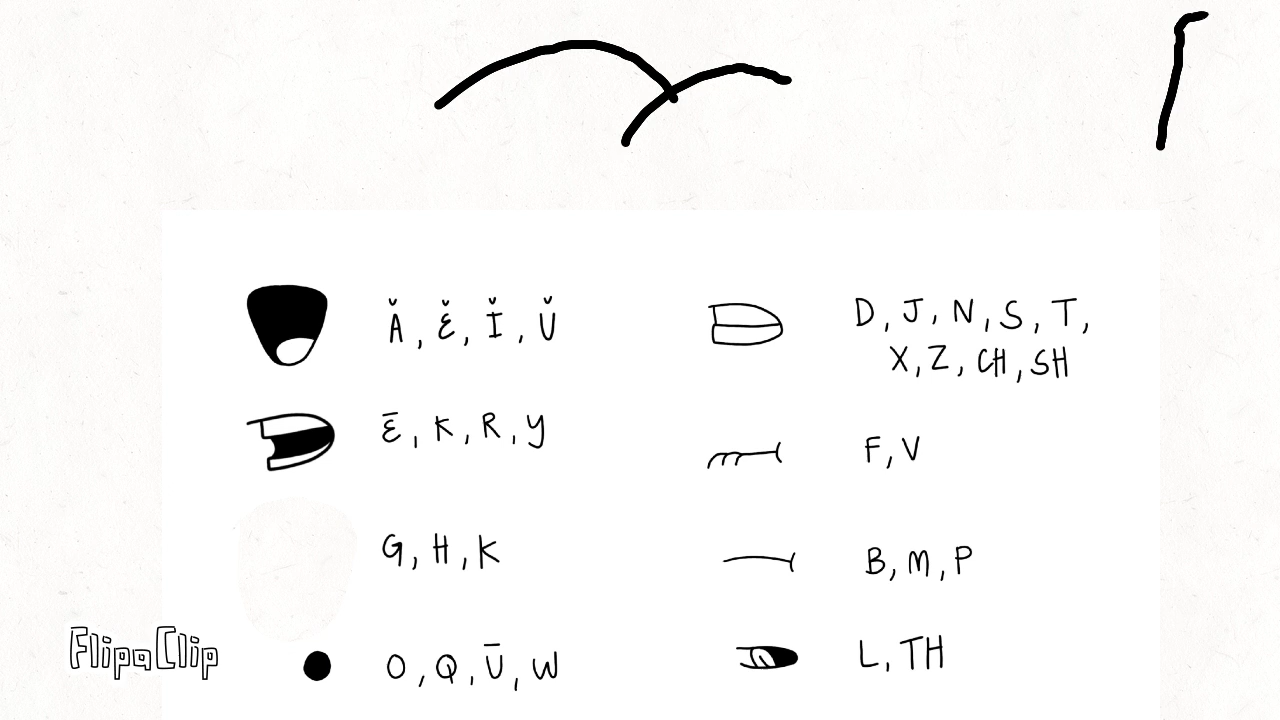 Ă, Ĕ, Ĭ, Ŭ
D, J, N, S, T,
X, Z, CH, SH
Ē, K, R, Y
F, V
G, H, K
B, M, P
O, Q, Ū, W
L, TH
FlipaClip